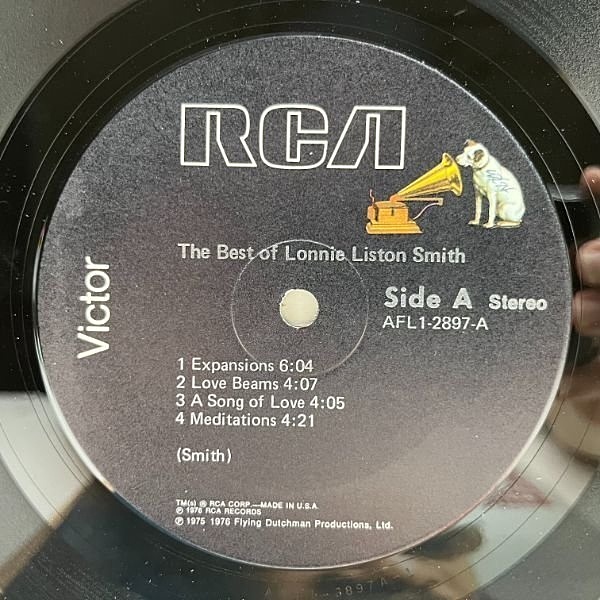 RCA
Victor
The Best of Lonnie Liston Smith
Side A Stereo
AFL1-2897-A
1 Expansions 6:04
2 Love Beams 4:07
3 A Song of Love 4:05
4 Meditations 4:21
(Smith)
TM(s) ® RCA CORP.—MADE IN U.S.A.
℗ 1978 RCA RECORDS
℗ 1975 1976 Flying Dutchman Productions, Ltd.